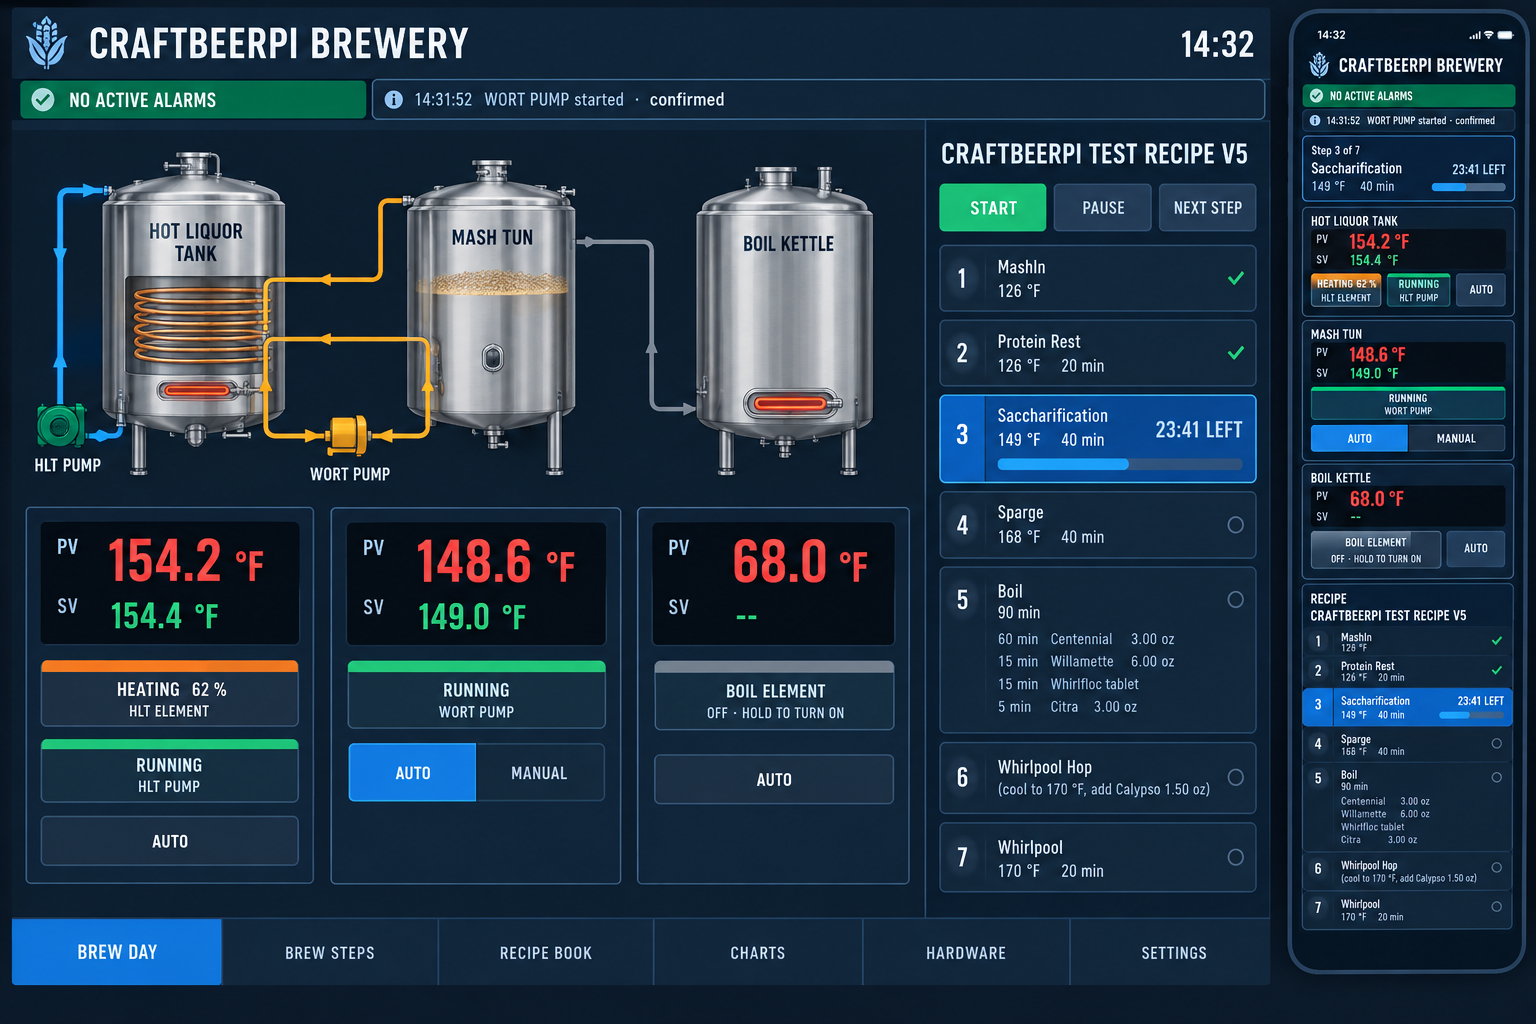 CRAFTBEERPI BREWERY
14:32
NO ACTIVE ALARMS
14:31:52 WORT PUMP started · confirmed
HOT LIQUOR
TANK
MASH TUN
BOIL KETTLE
HLT PUMP
WORT PUMP
PV 154.2 °F
SV 154.4 °F
HEATING 62 %
HLT ELEMENT
RUNNING
HLT PUMP
AUTO
PV 148.6 °F
SV 149.0 °F
RUNNING
WORT PUMP
AUTO MANUAL
PV 68.0 °F
SV --
BOIL ELEMENT
OFF · HOLD TO TURN ON
AUTO
CRAFTBEERPI TEST RECIPE V5
START PAUSE NEXT STEP
1 MashIn
126 °F
2 Protein Rest
126 °F 20 min
3 Saccharification
149 °F 40 min 23:41 LEFT
4 Sparge
168 °F 40 min
5 Boil
90 min
60 min Centennial 3.00 oz
15 min Willamette 6.00 oz
15 min Whirlfloc tablet
5 min Citra 3.00 oz
6 Whirlpool Hop
(cool to 170 °F, add Calypso 1.50 oz)
7 Whirlpool
170 °F 20 min
BREW DAY BREW STEPS RECIPE BOOK CHARTS HARDWARE SETTINGS
14:32
CRAFTBEERPI BREWERY
NO ACTIVE ALARMS
14:31:52 WORT PUMP started · confirmed
Step 3 of 7
Saccharification 23:41 LEFT
149 °F 40 min
HOT LIQUOR TANK
PV 154.2 °F
SV 154.4 °F
HEATING 62 %
HLT ELEMENT
RUNNING
HLT PUMP
AUTO
MASH TUN
PV 148.6 °F
SV 149.0 °F
RUNNING
WORT PUMP
AUTO MANUAL
BOIL KETTLE
PV 68.0 °F
SV --
BOIL ELEMENT
OFF · HOLD TO TURN ON
AUTO
RECIPE
CRAFTBEERPI TEST RECIPE V5
1 MashIn
126 °F
2 Protein Rest
126 °F 20 min
3 Saccharification 23:41 LEFT
149 °F 40 min
4 Sparge
168 °F 40 min
5 Boil
90 min
Centennial 3.00 oz
Willamette 6.00 oz
Whirlfloc tablet
Citra 3.00 oz
6 Whirlpool Hop
(cool to 170 °F, add Calypso 1.50 oz)
7 Whirlpool
170 °F 20 min